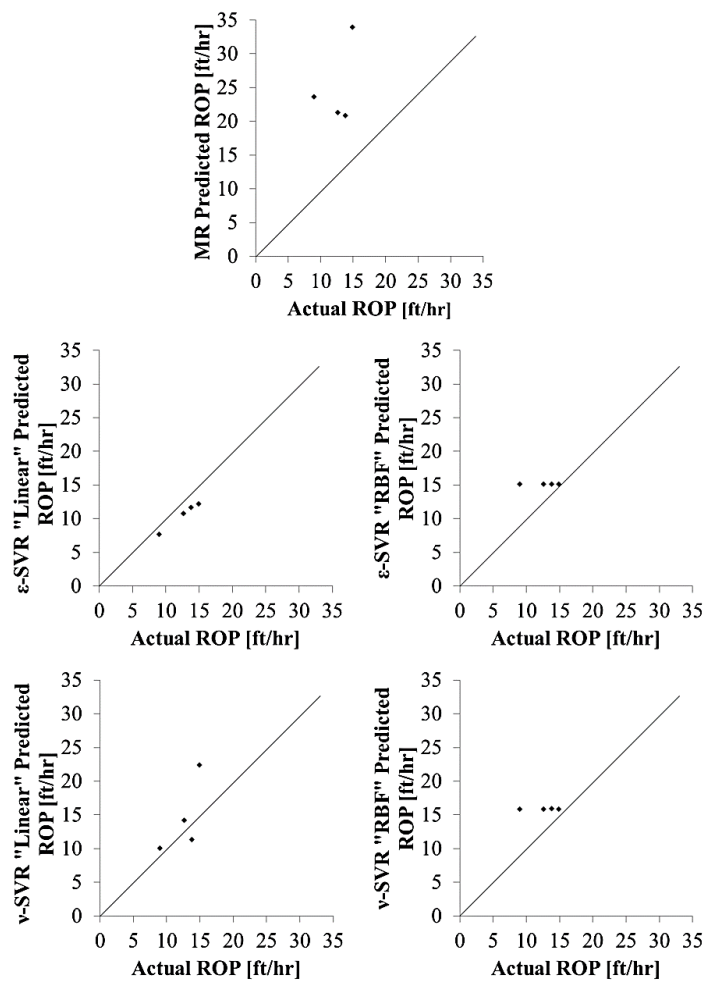 MR Predicted ROP [ft/hr]
35
30
25
20
15
10
5
0
0 5 10 15 20 25 30 35
Actual ROP [ft/hr]
ε-SVR "Linear" Predicted
ROP [ft/hr]
35
30
25
20
15
10
5
0
0 5 10 15 20 25 30 35
Actual ROP [ft/hr]
ε-SVR "RBF" Predicted
ROP [ft/hr]
35
30
25
20
15
10
5
0
0 5 10 15 20 25 30 35
Actual ROP [ft/hr]
ν-SVR "Linear" Predicted
ROP [ft/hr]
35
30
25
20
15
10
5
0
0 5 10 15 20 25 30 35
Actual ROP [ft/hr]
ν-SVR "RBF" Predicted
ROP [ft/hr]
35
30
25
20
15
10
5
0
0 5 10 15 20 25 30 35
Actual ROP [ft/hr]